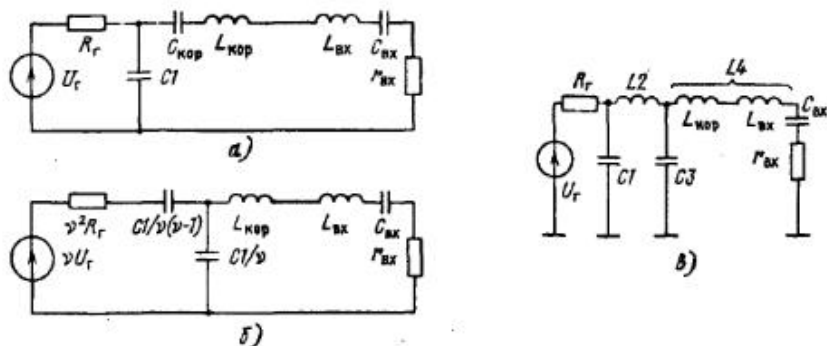 Rг
Cкор
Lкор
Lвх
Cвх
Uг
C1
rвх
а)
ν²Rг
C1/ν(ν-1)
Lкор
Lвх
Cвх
νUг
C1/ν
rвх
б)
Rг
L2
L4
Lкор
Lвх
Cвх
Uг
C1
C3
rвх
в)